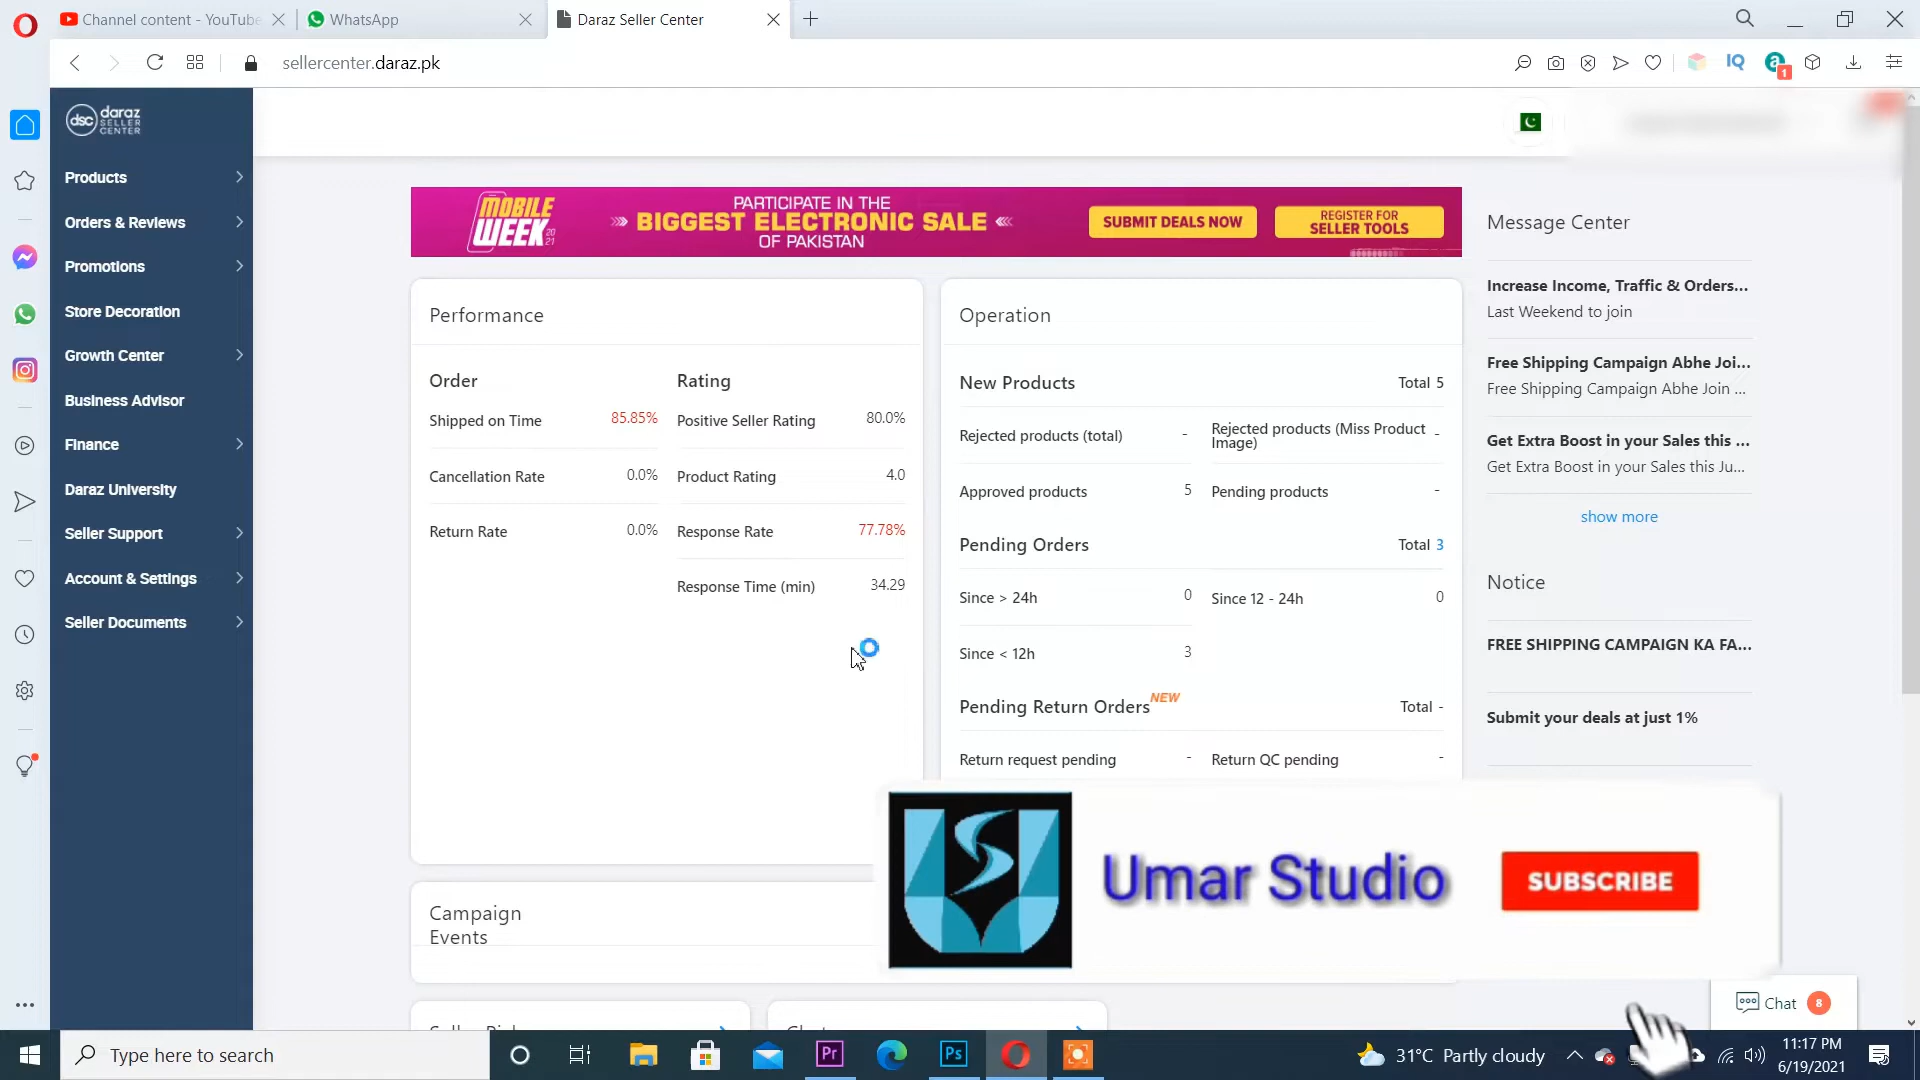 Channel content - YouTube
WhatsApp
Daraz Seller Center
sellercenter.daraz.pk
IQ
a
1
dsc daraz
SELLER
CENTER
Products
Orders & Reviews
Promotions
Store Decoration
Growth Center
Business Advisor
Finance
Daraz University
Seller Support
Account & Settings
Seller Documents
MOBILE
WEEK 2021
PARTICIPATE IN THE
BIGGEST ELECTRONIC SALE
OF PAKISTAN
SUBMIT DEALS NOW
REGISTER FOR
SELLER TOOLS
Performance
Order
Shipped on Time 85.85%
Cancellation Rate 0.0%
Return Rate 0.0%
Rating
Positive Seller Rating 80.0%
Product Rating 4.0
Response Rate 77.78%
Response Time (min) 34.29
Operation
New Products Total 5
Rejected products (total) -
Rejected products (Miss Product
Image) -
Approved products 5
Pending products -
Pending Orders Total 3
Since > 24h 0
Since 12 - 24h 0
Since < 12h 3
Pending Return Orders NEW Total -
Return request pending -
Return QC pending -
Message Center
Increase Income, Traffic & Orders...
Last Weekend to join
Free Shipping Campaign Abhe Joi...
Free Shipping Campaign Abhe Join ...
Get Extra Boost in your Sales this ...
Get Extra Boost in your Sales this Ju...
show more
Notice
FREE SHIPPING CAMPAIGN KA FA...
Submit your deals at just 1%
Campaign
Events
Umar Studio
SUBSCRIBE
Chat 8
Type here to search
Pr
Ps
31°C Partly cloudy
11:17 PM
6/19/2021